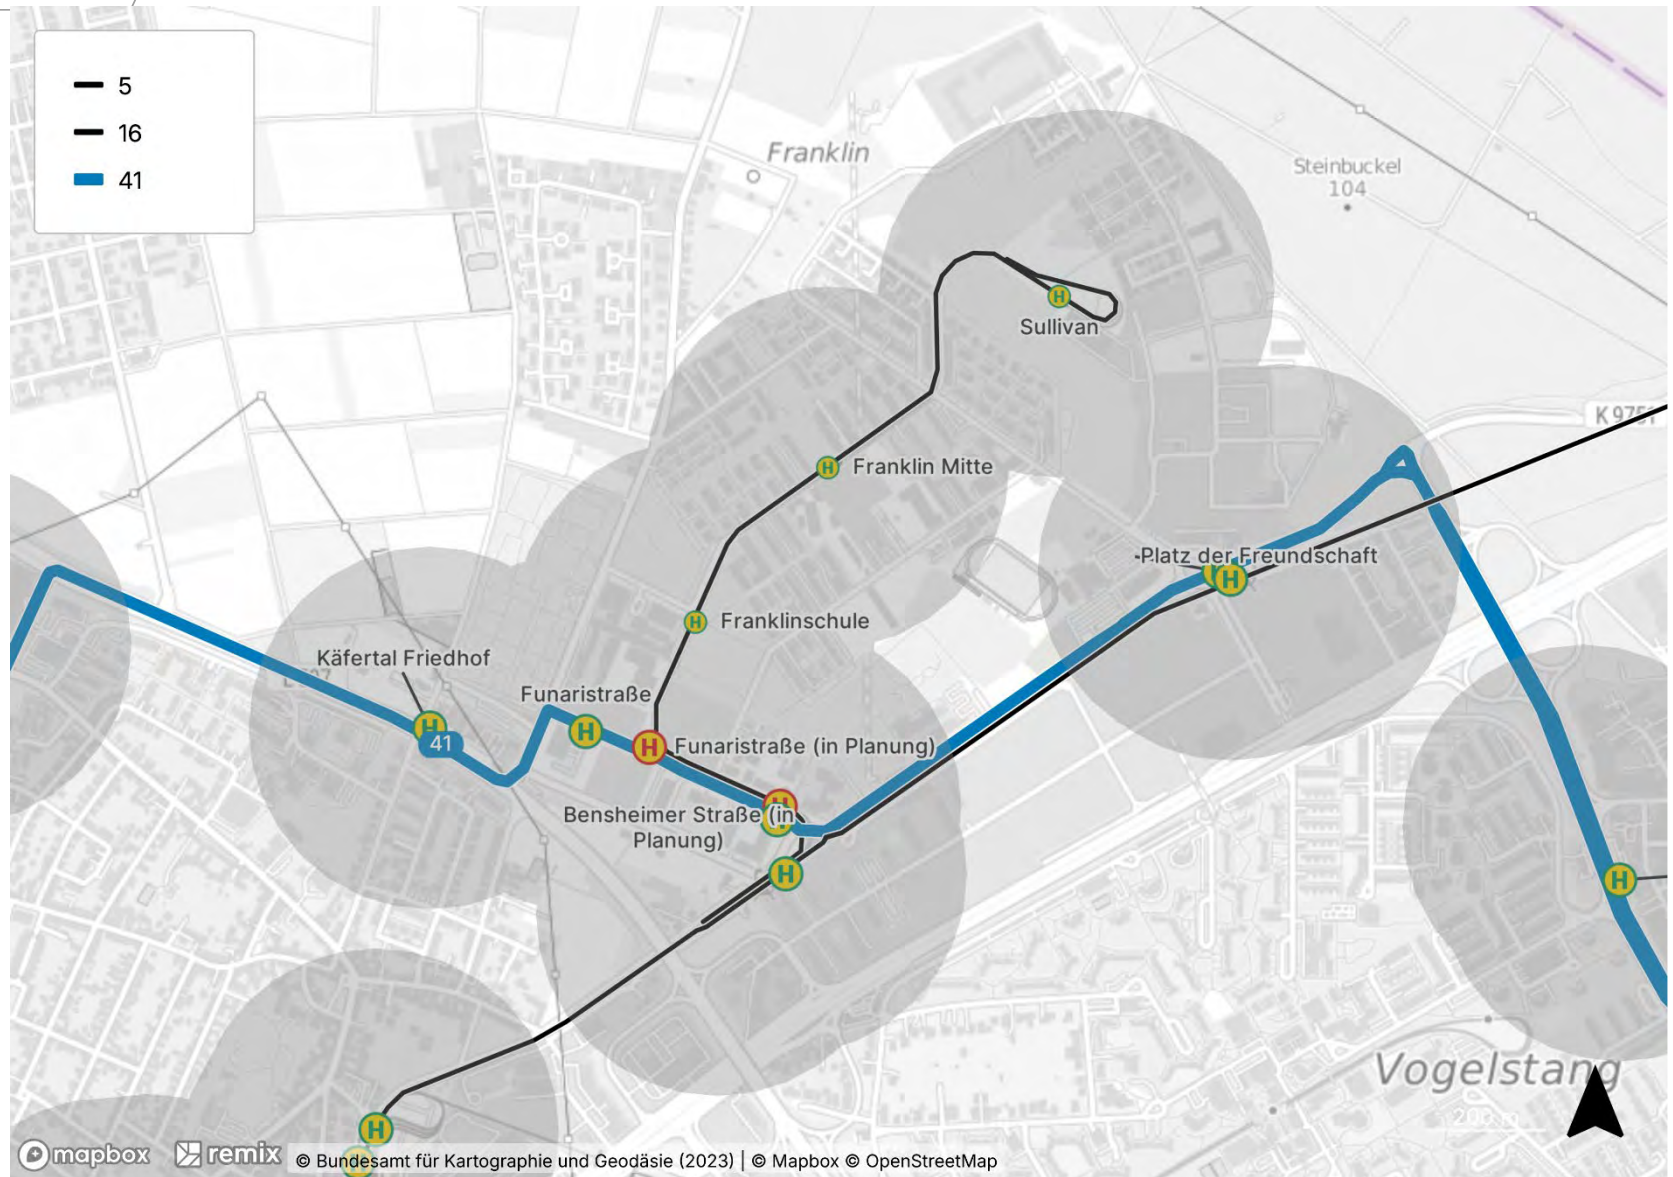 5
16
41
Franklin
Steinbuckel
104
Sullivan
Franklin Mitte
Platz der Freundschaft
Franklinschule
Käfertal Friedhof
Funaristraße
41
Funaristraße (in Planung)
Bensheimer Straße (in
Planung)
H
H
H
H
H
H
H
H
H
H
Vogelstang
200 m
mapbox
remix
© Bundesamt für Kartographie und Geodäsie (2023) | © Mapbox © OpenStreetMap